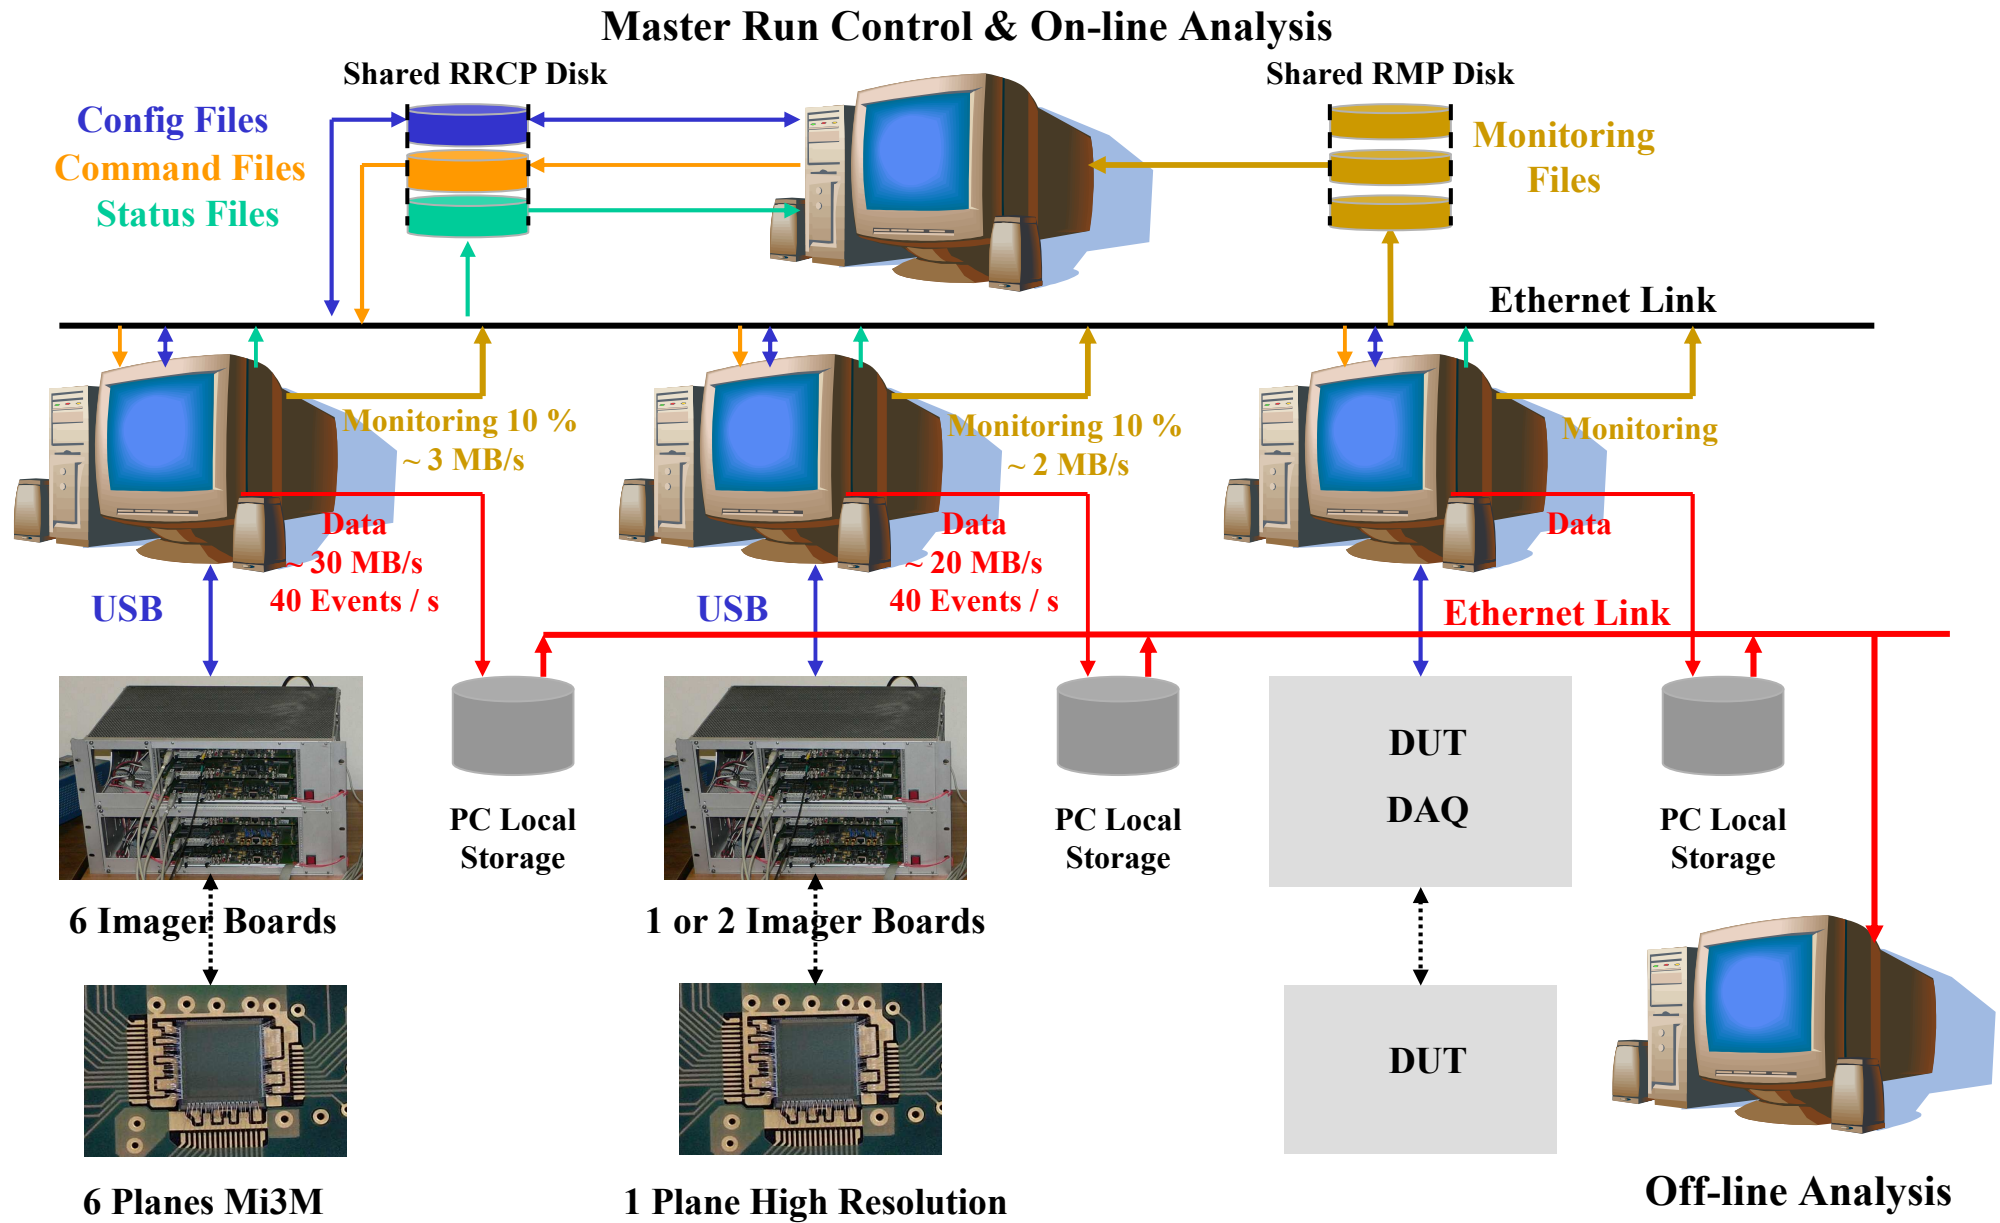 Master Run Control & On-line Analysis
Shared RRCP Disk
Shared RMP Disk
Config Files
Command Files
Status Files
Monitoring
Files
Ethernet Link
Monitoring 10 %
~ 3 MB/s
Monitoring 10 %
~ 2 MB/s
Monitoring
Data
~ 30 MB/s
40 Events / s
Data
~ 20 MB/s
40 Events / s
Data
USB
USB
Ethernet Link
PC Local
Storage
PC Local
Storage
DUT
DAQ
PC Local
Storage
6 Imager Boards
1 or 2 Imager Boards
DUT
6 Planes Mi3M
1 Plane High Resolution
Off-line Analysis